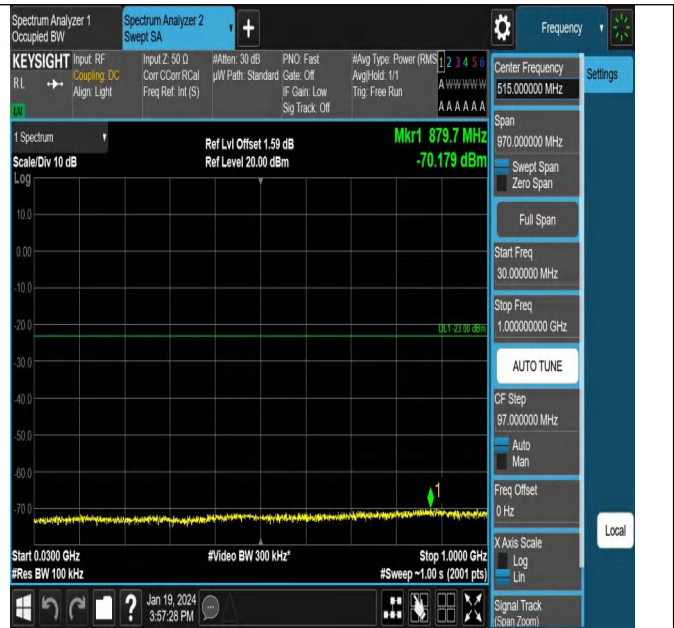 Spectrum Analyzer 1
Occupied BW
Spectrum Analyzer 2
Swept SA
Frequency
KEYSIGHT
RL
Input: RF
Coupling: DC
Align: Light
Input Z: 50 Ω
Corr CCorr RCal
Freq Ref: Int (S)
#Atten: 30 dB
µW Path: Standard
PNO: Fast
Gate: Off
IF Gain: Low
Sig Track: Off
#Avg Type: Power (RMS
Avg|Hold: 1/1
Trig: Free Run
1 2 3 4 5 6
A W W W W W
A A A A A A
1 Spectrum
Scale/Div 10 dB
Log
Ref Lvl Offset 1.59 dB
Ref Level 20.00 dBm
Mkr1 879.7 MHz
-70.179 dBm
10.0
0.00
-10.0
-20.0
-30.0
-40.0
-50.0
-60.0
-70.0
DL1 -23.00 dBm
1
Start 0.0300 GHz
#Res BW 100 kHz
#Video BW 300 kHz*
Stop 1.0000 GHz
#Sweep ~1.00 s (2001 pts)
Jan 19, 2024
3:57:28 PM
?
Center Frequency
515.000000 MHz
Settings
Span
970.000000 MHz
Swept Span
Zero Span
Full Span
Start Freq
30.000000 MHz
Stop Freq
1.000000000 GHz
AUTO TUNE
CF Step
97.000000 MHz
Auto
Man
Freq Offset
0 Hz
X Axis Scale
Log
Lin
Local
Signal Track
(Span Zoom)